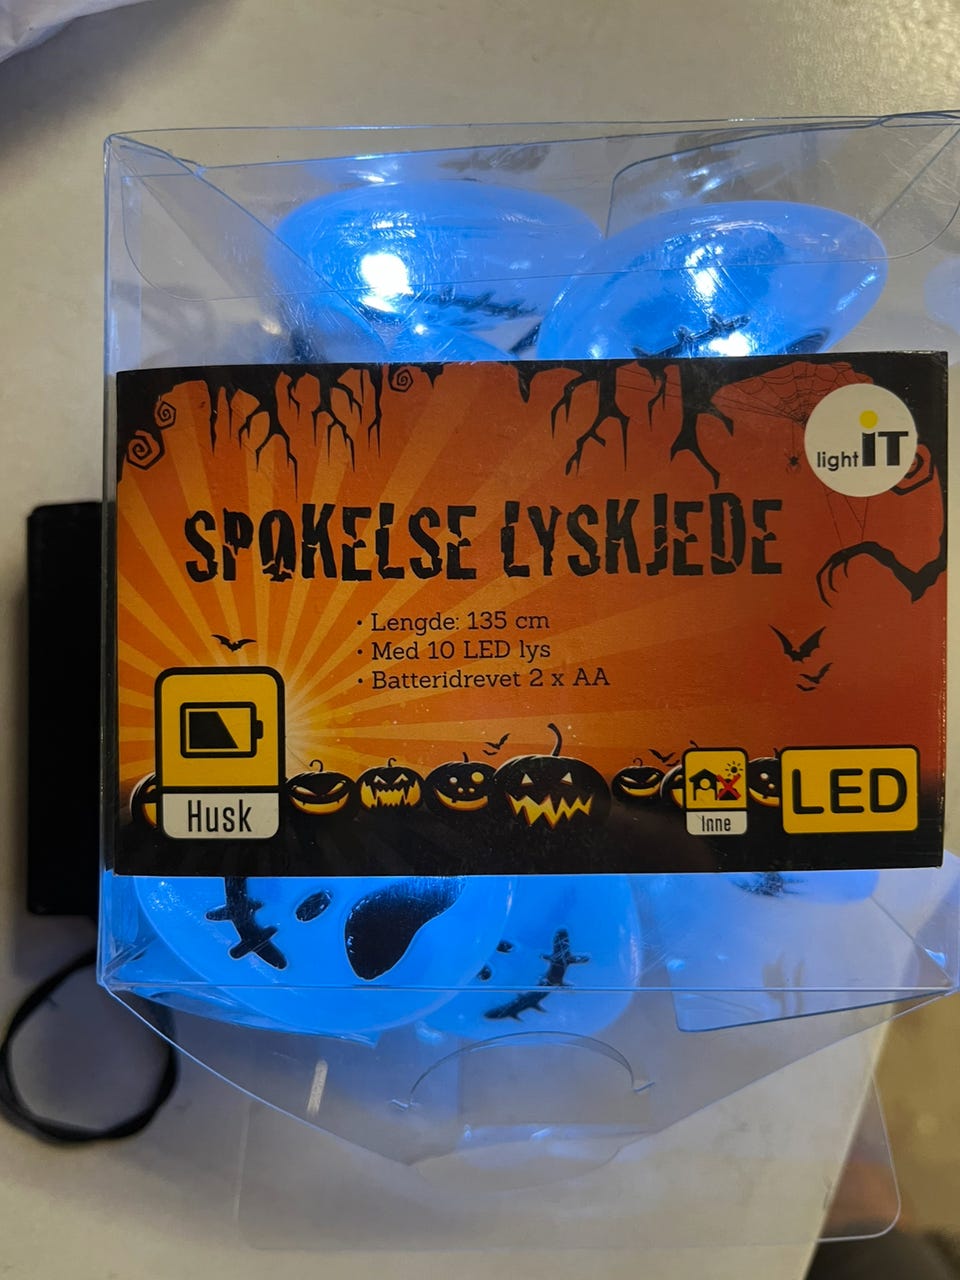 light iT
SPØKELSE LYSKJEDE
• Lengde: 135 cm
• Med 10 LED lys
• Batteridrevet 2 x AA
Husk
Inne
LED